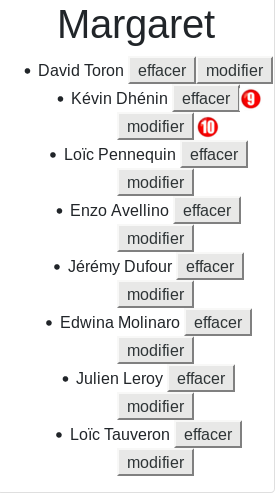 Margaret
• David Toron effacer modifier
• Kévin Dhénin effacer 9
modifier 10
• Loïc Pennequin effacer
modifier
• Enzo Avellino effacer
modifier
• Jérémy Dufour effacer
modifier
• Edwina Molinaro effacer
modifier
• Julien Leroy effacer
modifier
• Loïc Tauveron effacer
modifier